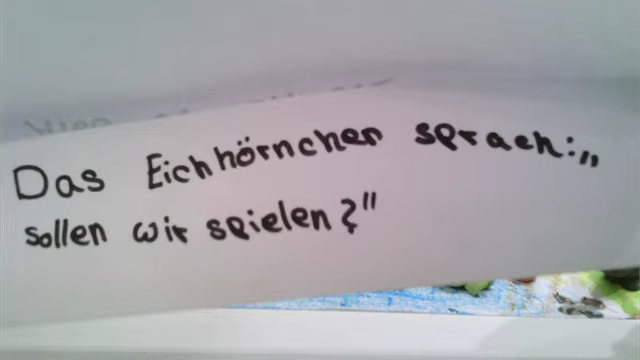 Das Eichhörnchen sprach:„
sollen wir spielen?"